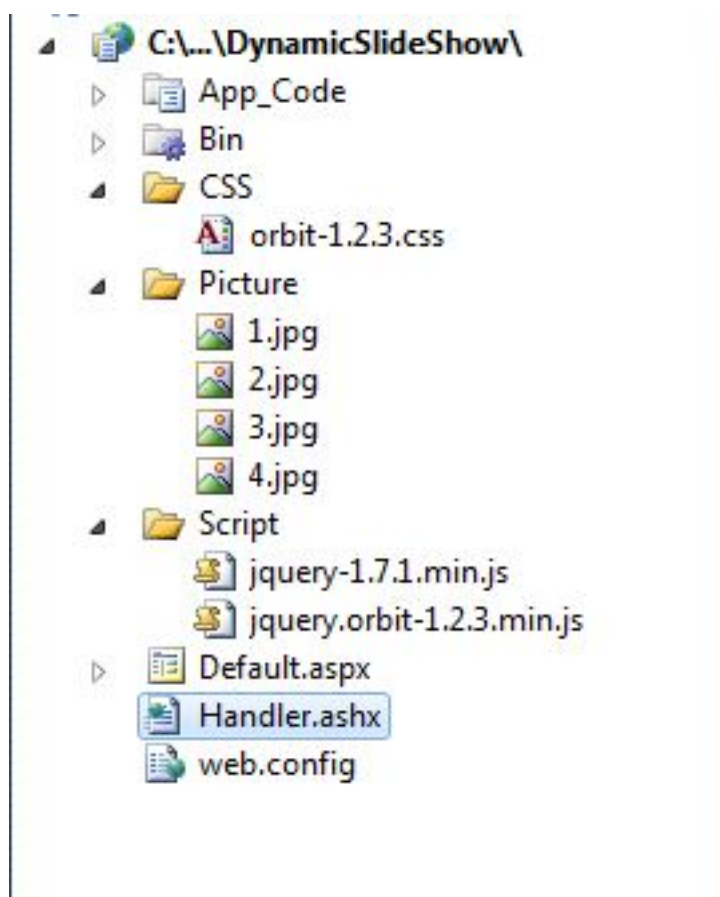 C:\...\DynamicSlideShow\
App_Code
Bin
CSS
orbit-1.2.3.css
Picture
1.jpg
2.jpg
3.jpg
4.jpg
Script
jquery-1.7.1.min.js
jquery.orbit-1.2.3.min.js
Default.aspx
Handler.ashx
web.config